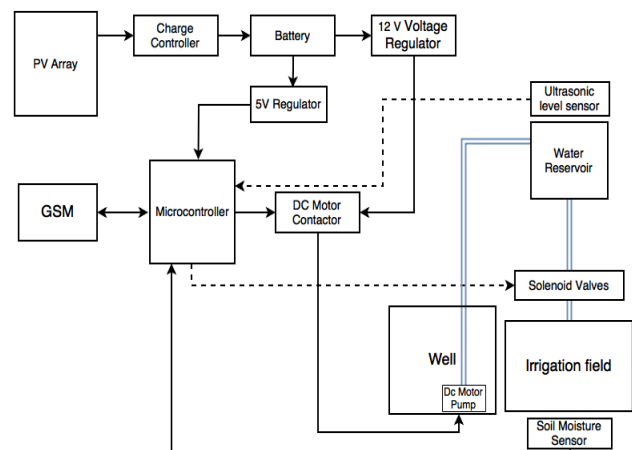 PV Array
Charge
Controller
Battery
12 V Voltage
Regulator
5V Regulator
Ultrasonic
level sensor
Water
Reservoir
GSM
Microcontroller
DC Motor
Contactor
Solenoid Valves
Well
Dc Motor
Pump
Irrigation field
Soil Moisture
Sensor